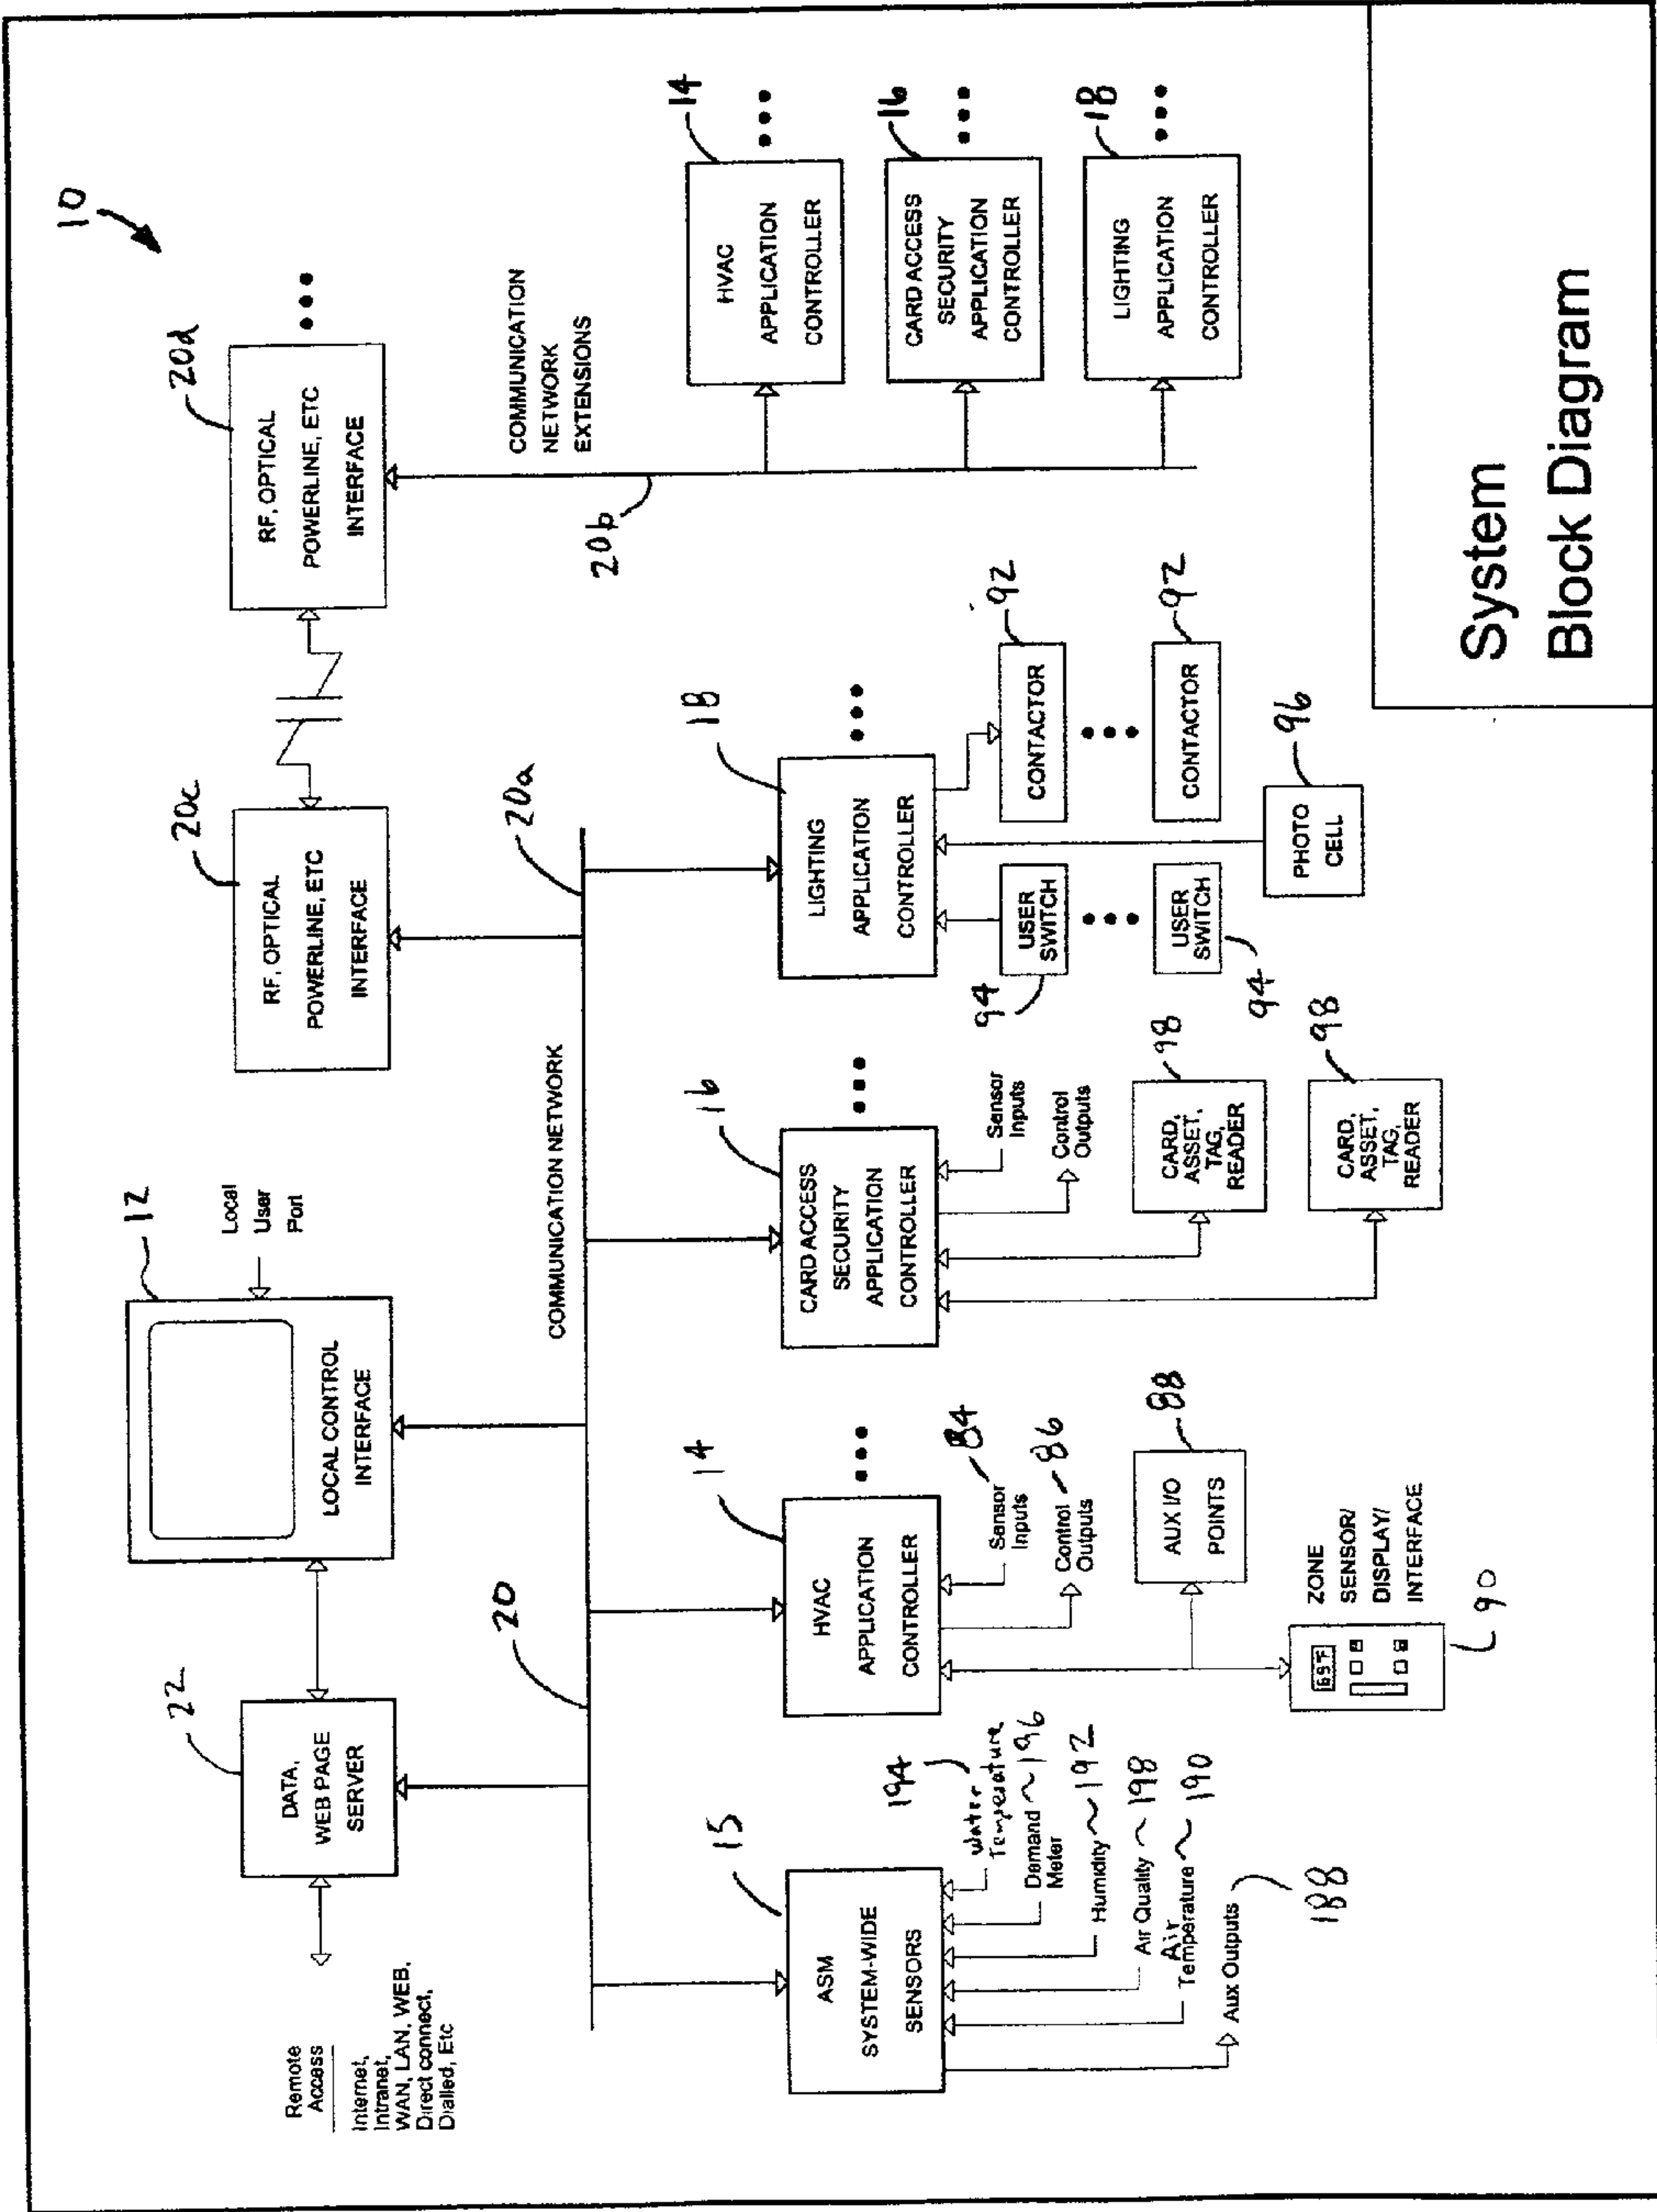 10
Remote
Access
Internet,
Intranet,
WAN, LAN, WEB,
Direct connect,
Dialled, Etc
22
DATA,
WEB PAGE
SERVER
12
LOCAL CONTROL
INTERFACE
Local
User
Port
20c
RF, OPTICAL
POWERLINE, ETC
INTERFACE
20d
RF, OPTICAL
POWERLINE, ETC
INTERFACE
20
COMMUNICATION NETWORK
20a
COMMUNICATION
NETWORK
EXTENSIONS
20b
15
ASM
SYSTEM-WIDE
SENSORS
194
Water
Temperature
Demand 196
Meter
Humidity 192
Air Quality 198
Air
Temperature 190
Aux Outputs
188
14
HVAC
APPLICATION
CONTROLLER
Sensor 84
Inputs
Control 86
Outputs
88
AUX I/O
POINTS
ZONE
SENSOR/
DISPLAY/
INTERFACE
90
16
CARD ACCESS
SECURITY
APPLICATION
CONTROLLER
Sensor
Inputs
Control
Outputs
98
CARD,
ASSET,
TAG,
READER
98
CARD,
ASSET,
TAG,
READER
18
LIGHTING
APPLICATION
CONTROLLER
94
USER
SWITCH
USER
SWITCH
94
92
CONTACTOR
92
CONTACTOR
96
PHOTO
CELL
14
HVAC
APPLICATION
CONTROLLER
16
CARD ACCESS
SECURITY
APPLICATION
CONTROLLER
18
LIGHTING
APPLICATION
CONTROLLER
System
Block Diagram